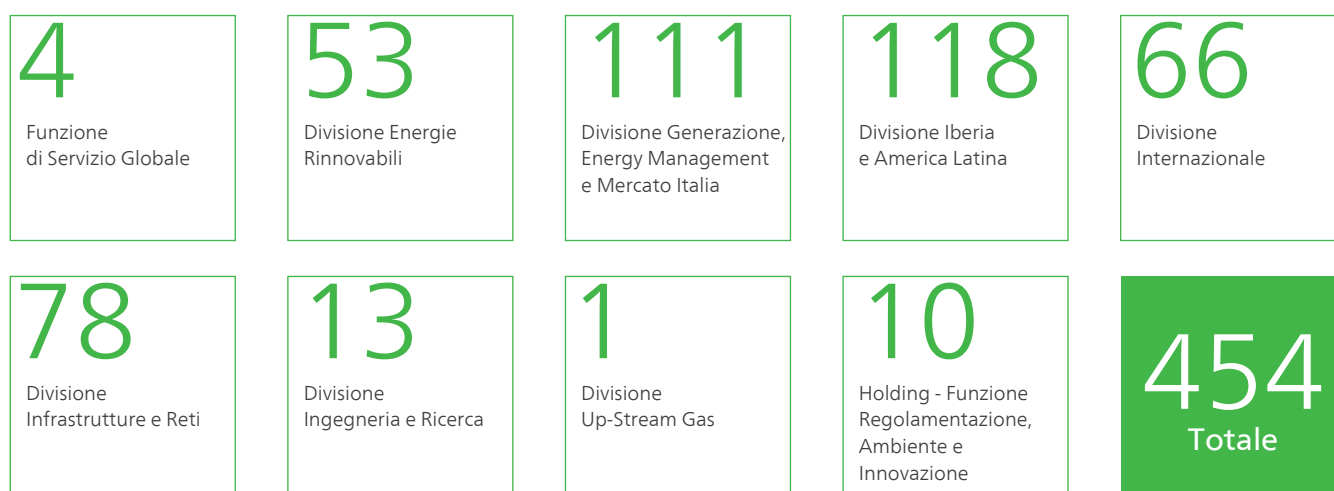 4
Funzione
di Servizio Globale
53
Divisione Energie
Rinnovabili
111
Divisione Generazione,
Energy Management
e Mercato Italia
118
Divisione Iberia
e America Latina
66
Divisione
Internazionale
78
Divisione
Infrastrutture e Reti
13
Divisione
Ingegneria e Ricerca
1
Divisione
Up-Stream Gas
10
Holding - Funzione
Regolamentazione,
Ambiente e
Innovazione
454
Totale